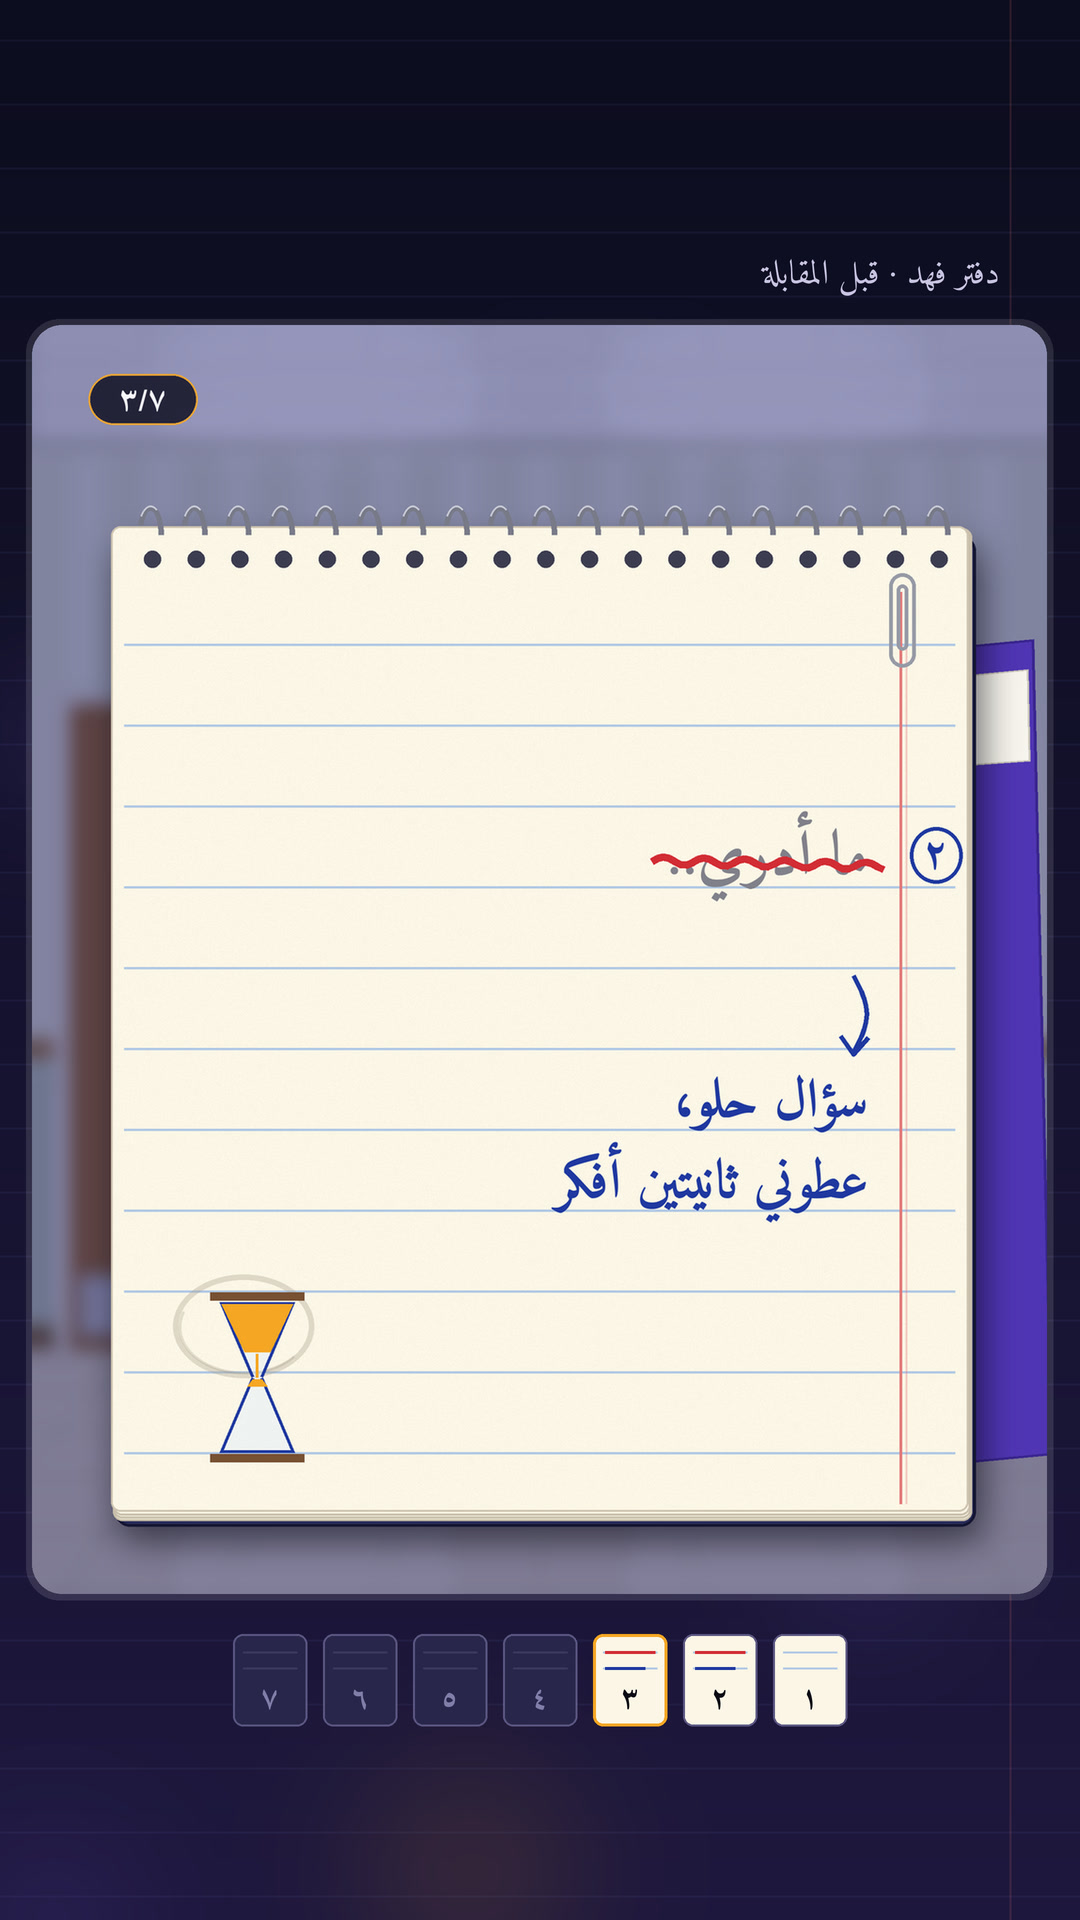 دفتر فهد · قبل المقابلة
٣/٧
٢
ما أدري..
سؤال حلو،
عطوني ثانيتين أفكر
١
٢
٣
٤
٥
٦
٧